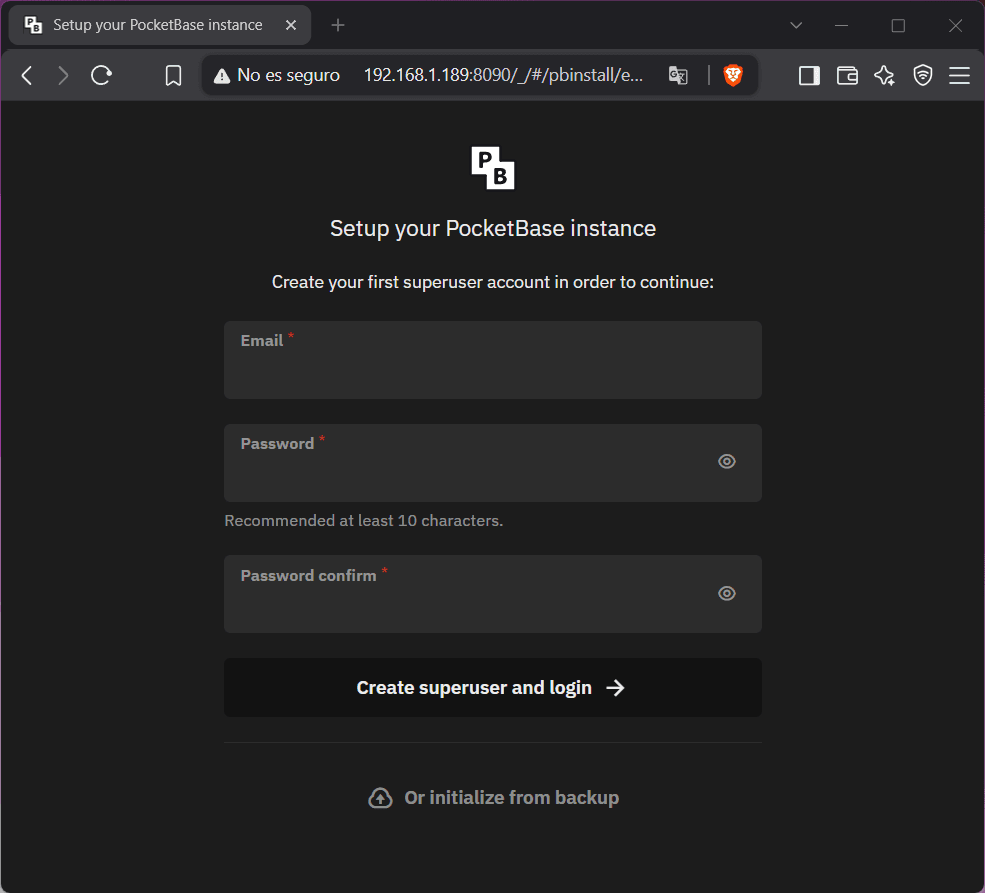 Setup your PocketBase instance
No es seguro 192.168.1.189:8090/_/#/pbinstall/e...
P
B
Setup your PocketBase instance
Create your first superuser account in order to continue:
Email *
Password *
Recommended at least 10 characters.
Password confirm *
Create superuser and login →
Or initialize from backup